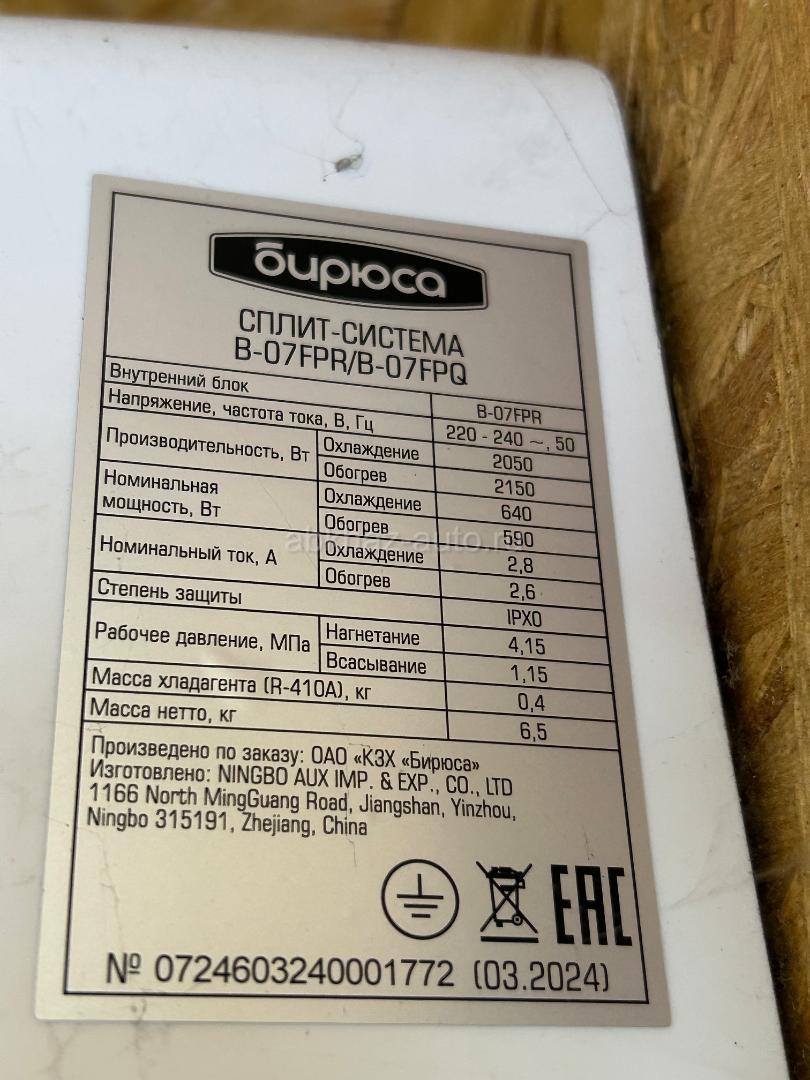 бирюса
СПЛИТ-СИСТЕМА
B-07FPR/B-07FPQ
Внутренний блок B-07FPR
Напряжение, частота тока, В, Гц 220 - 240 ~, 50
Производительность, Вт Охлаждение 2050
Обогрев 2150
Номинальная мощность, Вт Охлаждение 640
Обогрев 590
Номинальный ток, А Охлаждение 2,8
Обогрев 2,6
Степень защиты IPX0
Рабочее давление, МПа Нагнетание 4,15
Всасывание 1,15
Масса хладагента (R-410A), кг 0,4
Масса нетто, кг 6,5
Произведено по заказу: ОАО «КЗХ «Бирюса»
Изготовлено: NINGBO AUX IMP. & EXP., CO., LTD
1166 North MingGuang Road, Jiangshan, Yinzhou,
Ningbo 315191, Zhejiang, China
EAC
№ 0724603240001772 (03.2024)
abkhaz-auto.ru